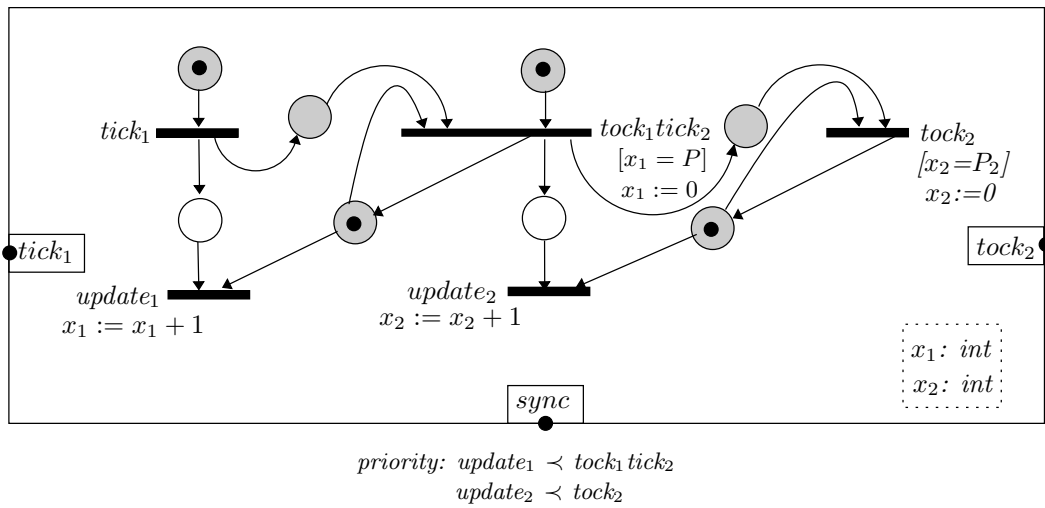 tick₁
tock₁tick₂
[x₁ = P]
x₁ := 0
tock₂
[x₂=P₂]
x₂:=0
tick₁
tock₂
update₁
x₁ := x₁ + 1
update₂
x₂ := x₂ + 1
x₁: int
x₂: int
sync
priority: update₁ ≺ tock₁tick₂
update₂ ≺ tock₂